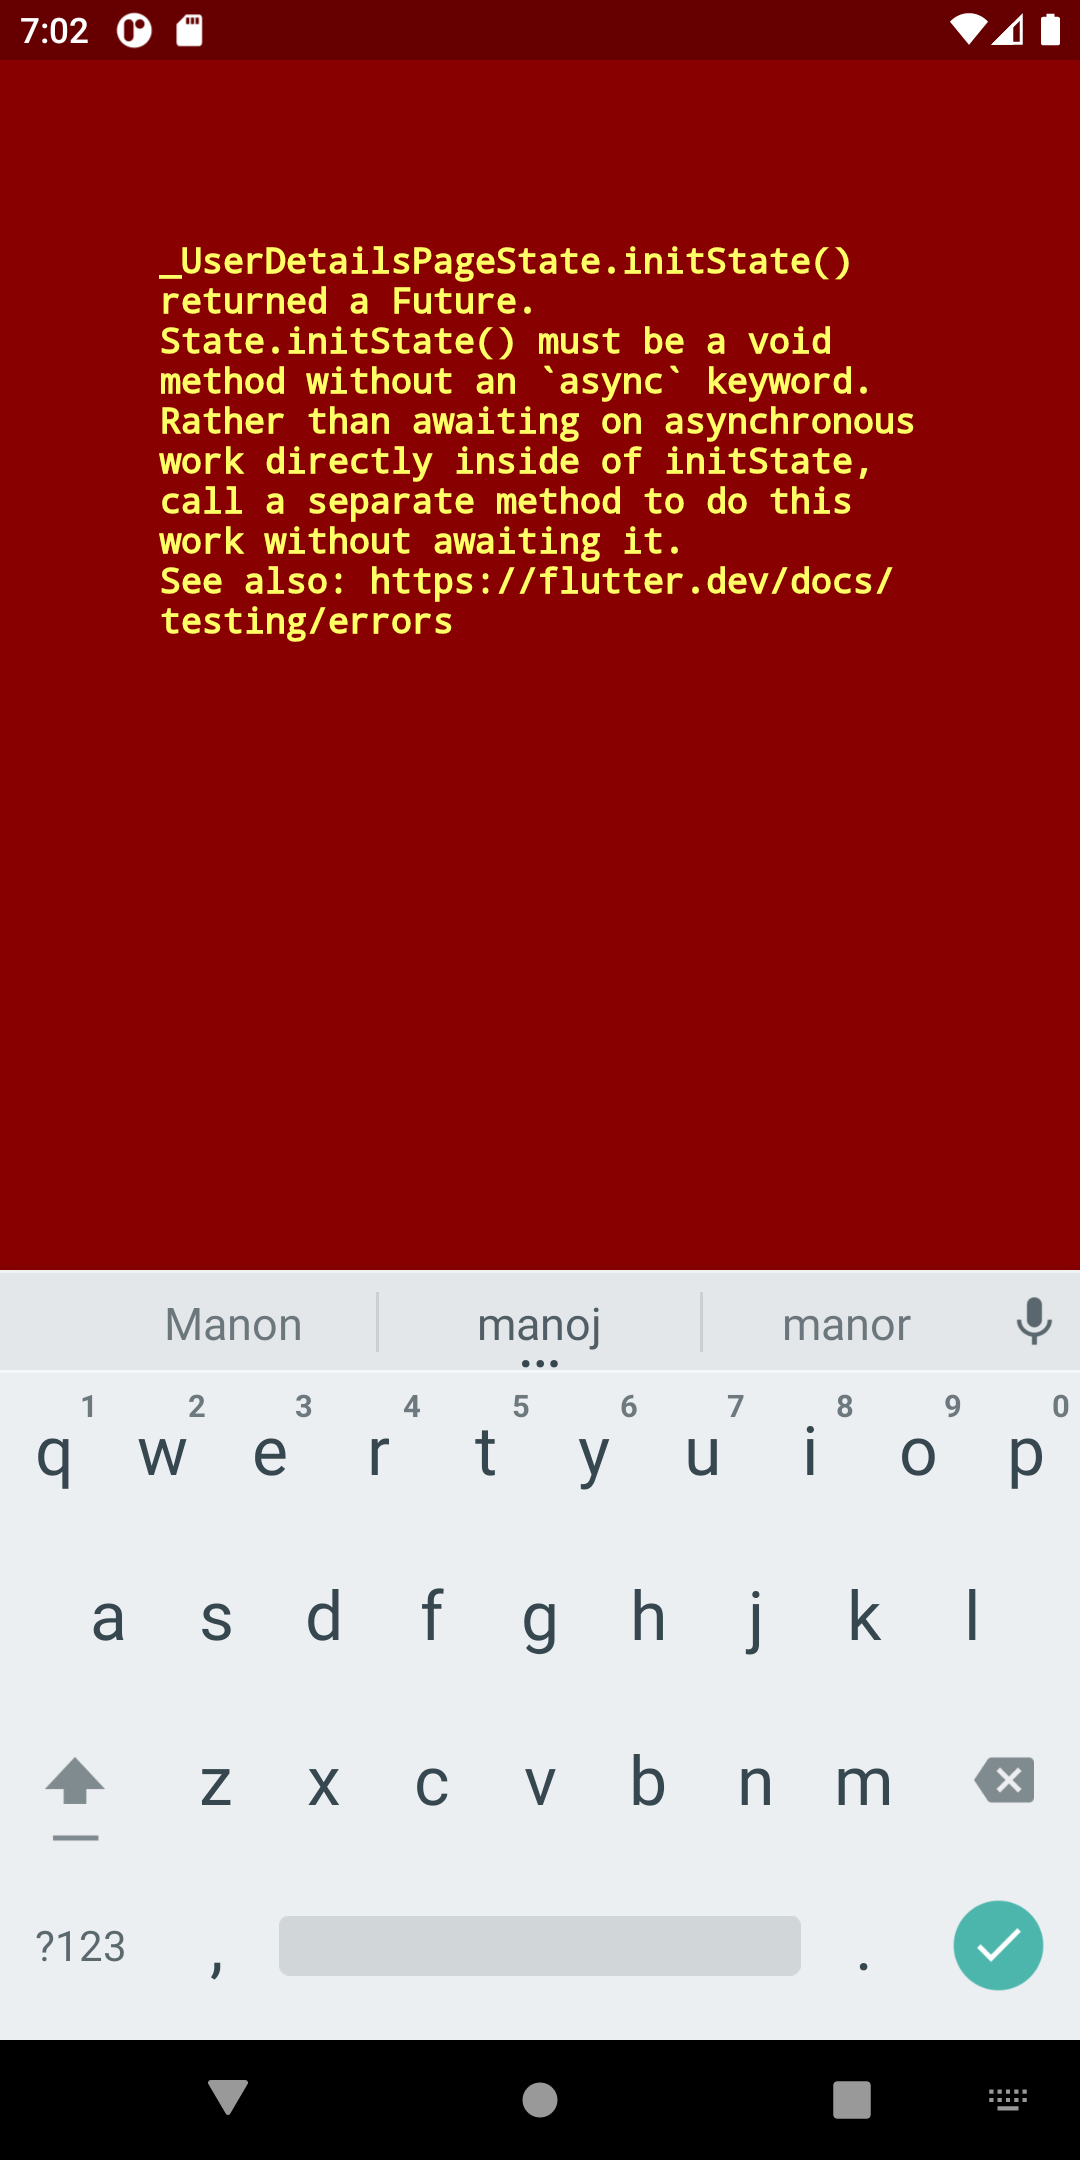 7:02
_UserDetailsPageState.initState()
returned a Future.
State.initState() must be a void
method without an `async` keyword.
Rather than awaiting on asynchronous
work directly inside of initState,
call a separate method to do this
work without awaiting it.
See also: https://flutter.dev/docs/
testing/errors
Manon manoj manor
1 2 3 4 5 6 7 8 9 0
q w e r t y u i o p
a s d f g h j k l
z x c v b n m
?123 , .